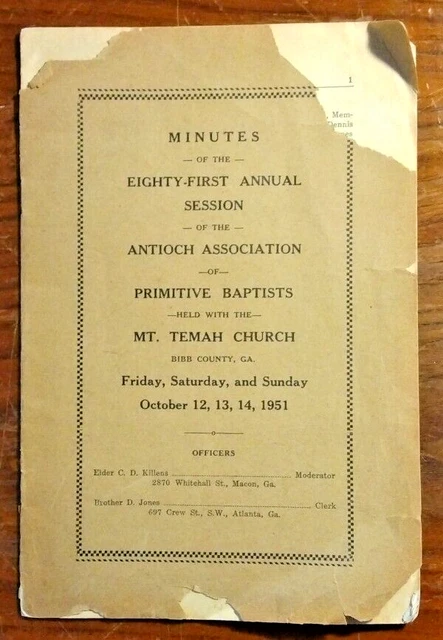 1
, Mem-
Dennis
MINUTES
— OF THE —
EIGHTY-FIRST ANNUAL
SESSION
— OF THE —
ANTIOCH ASSOCIATION
—OF—
PRIMITIVE BAPTISTS
—HELD WITH THE—
MT. TEMAH CHURCH
BIBB COUNTY, GA.
Friday, Saturday, and Sunday
October 12, 13, 14, 1951
OFFICERS
Elder C. D. Killens ........................ Moderator
2870 Whitehall St., Macon, Ga.
Brother D. Jones ........................ Clerk
697 Crew St., S.W., Atlanta, Ga.